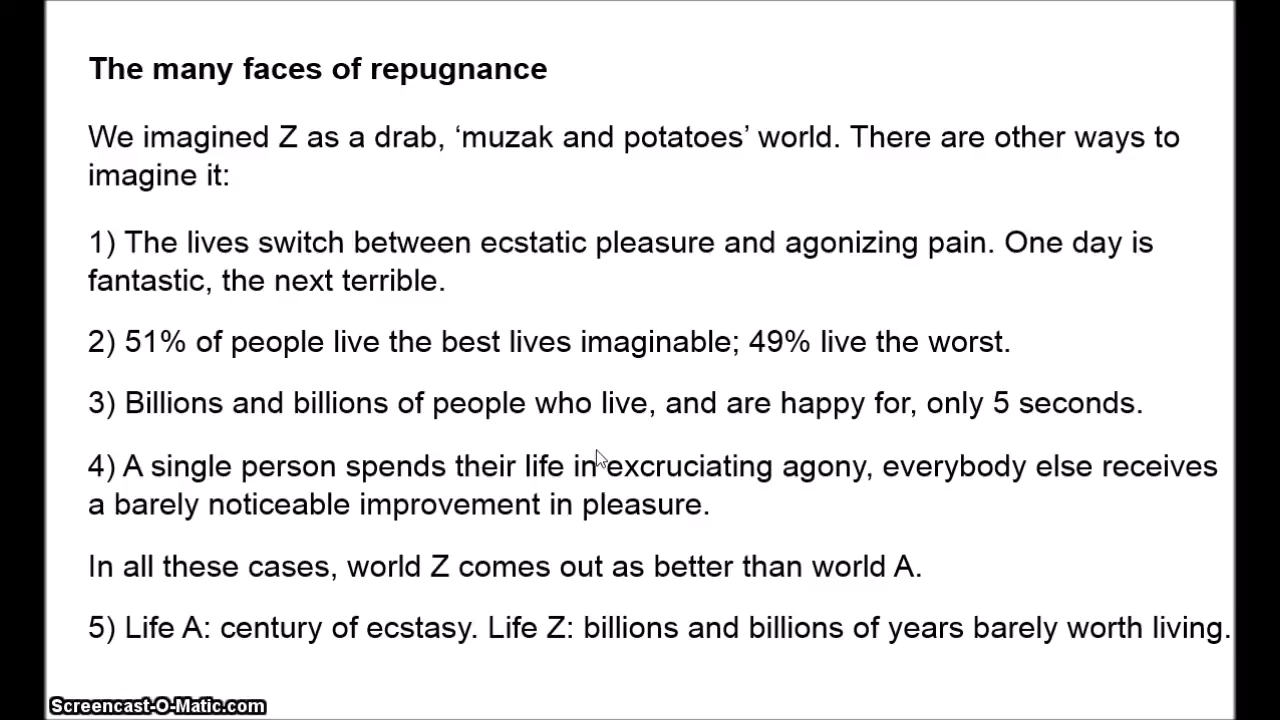 The many faces of repugnance
We imagined Z as a drab, ‘muzak and potatoes’ world. There are other ways to
imagine it:
1) The lives switch between ecstatic pleasure and agonizing pain. One day is
fantastic, the next terrible.
2) 51% of people live the best lives imaginable; 49% live the worst.
3) Billions and billions of people who live, and are happy for, only 5 seconds.
4) A single person spends their life in excruciating agony, everybody else receives
a barely noticeable improvement in pleasure.
In all these cases, world Z comes out as better than world A.
5) Life A: century of ecstasy. Life Z: billions and billions of years barely worth living.
Screencast-O-Matic.com